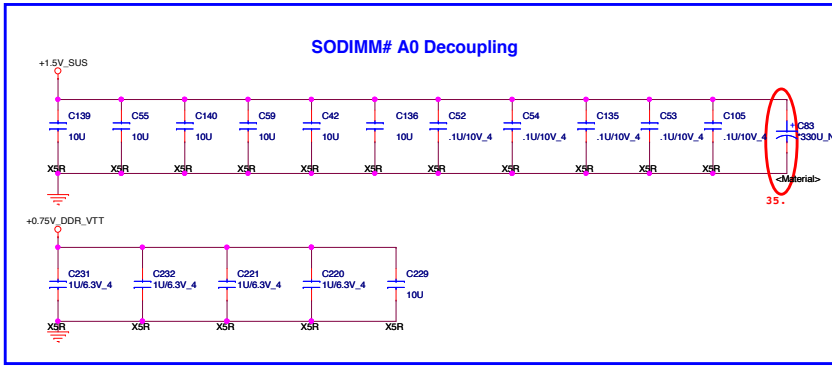 SODIMM# A0 Decoupling
+1.5V_SUS
C139 C55 C140 C59 C42 C136 C52 C54 C135 C53 C105 + C83
10U 10U 10U 10U 10U 10U .1U/10V_4 .1U/10V_4 .1U/10V_4 .1U/10V_4 .1U/10V_4 *330U_N
X5R X5R X5R X5R X5R X5R X5R X5R X5R X5R X5R <Material>
35.
+0.75V_DDR_VTT
C231 C232 C221 C220 C229
1U/6.3V_4 1U/6.3V_4 1U/6.3V_4 1U/6.3V_4 10U
X5R X5R X5R X5R X5R